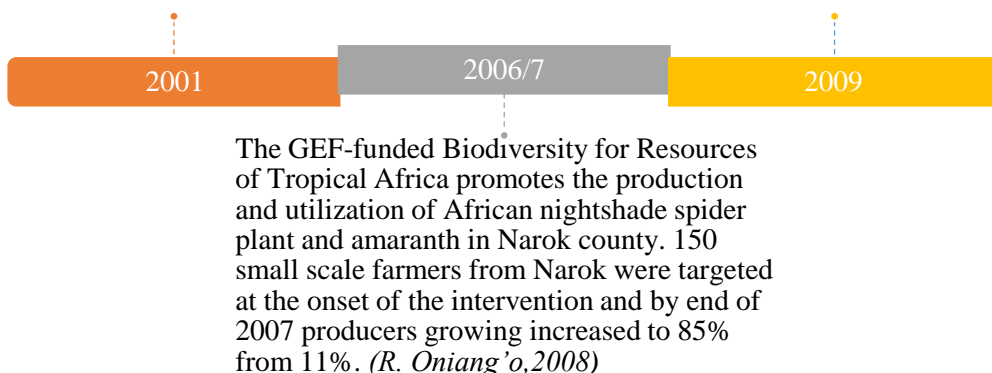 2001
2006/7
2009
The GEF-funded Biodiversity for Resources
of Tropical Africa promotes the production
and utilization of African nightshade spider
plant and amaranth in Narok county. 150
small scale farmers from Narok were targeted
at the onset of the intervention and by end of
2007 producers growing increased to 85%
from 11%. (R. Oniang’o,2008)